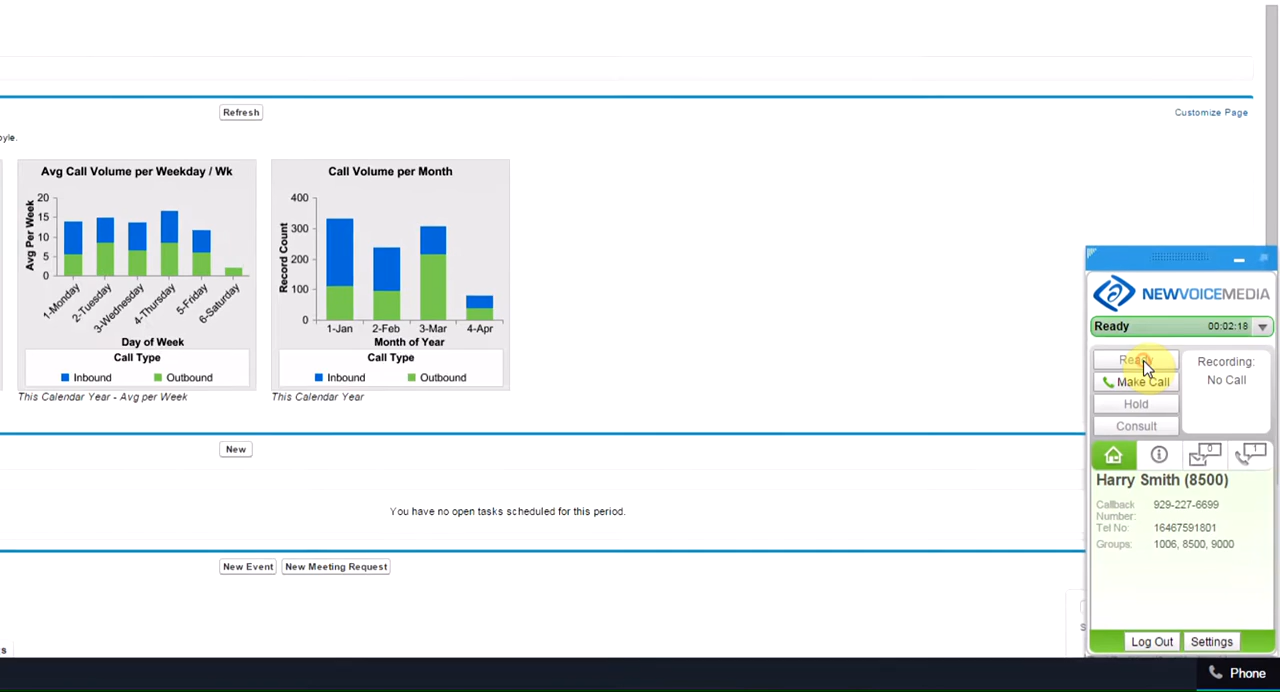 Refresh
Customize Page
oyle.
Avg Call Volume per Weekday / Wk
20
15
10
5
0
Avg Per Week
1-Monday
2-Tuesday
3-Wednesday
4-Thursday
5-Friday
6-Saturday
Day of Week
Call Type
Inbound Outbound
This Calendar Year - Avg per Week
Call Volume per Month
400
300
200
100
0
Record Count
1-Jan 2-Feb 3-Mar 4-Apr
Month of Year
Call Type
Inbound Outbound
This Calendar Year
New
You have no open tasks scheduled for this period.
New Event New Meeting Request
s
NEWVOICEMEDIA
Ready 00:02:18
Ready
Make Call
Hold
Consult
Recording:
No Call
0 1
Harry Smith (8500)
Callback Number: 929-227-6699
Tel No: 16467591801
Groups: 1006, 8500, 9000
Log Out Settings
Phone